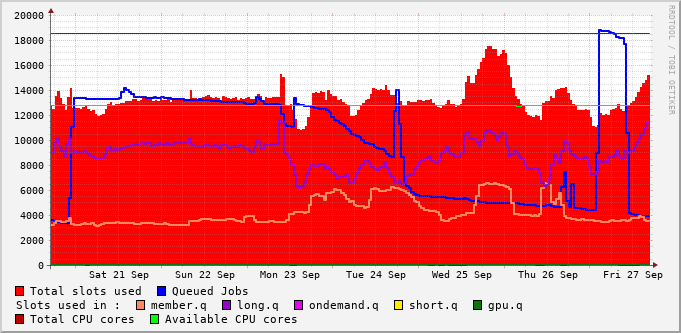 20000
18000
16000
14000
12000
10000
8000
6000
4000
2000
0
Sat 21 Sep Sun 22 Sep Mon 23 Sep Tue 24 Sep Wed 25 Sep Thu 26 Sep Fri 27 Sep
RRDTOOL / TOBI OETIKER
Total slots used Queued Jobs
Slots used in : member.q long.q ondemand.q short.q gpu.q
Total CPU cores Available CPU cores